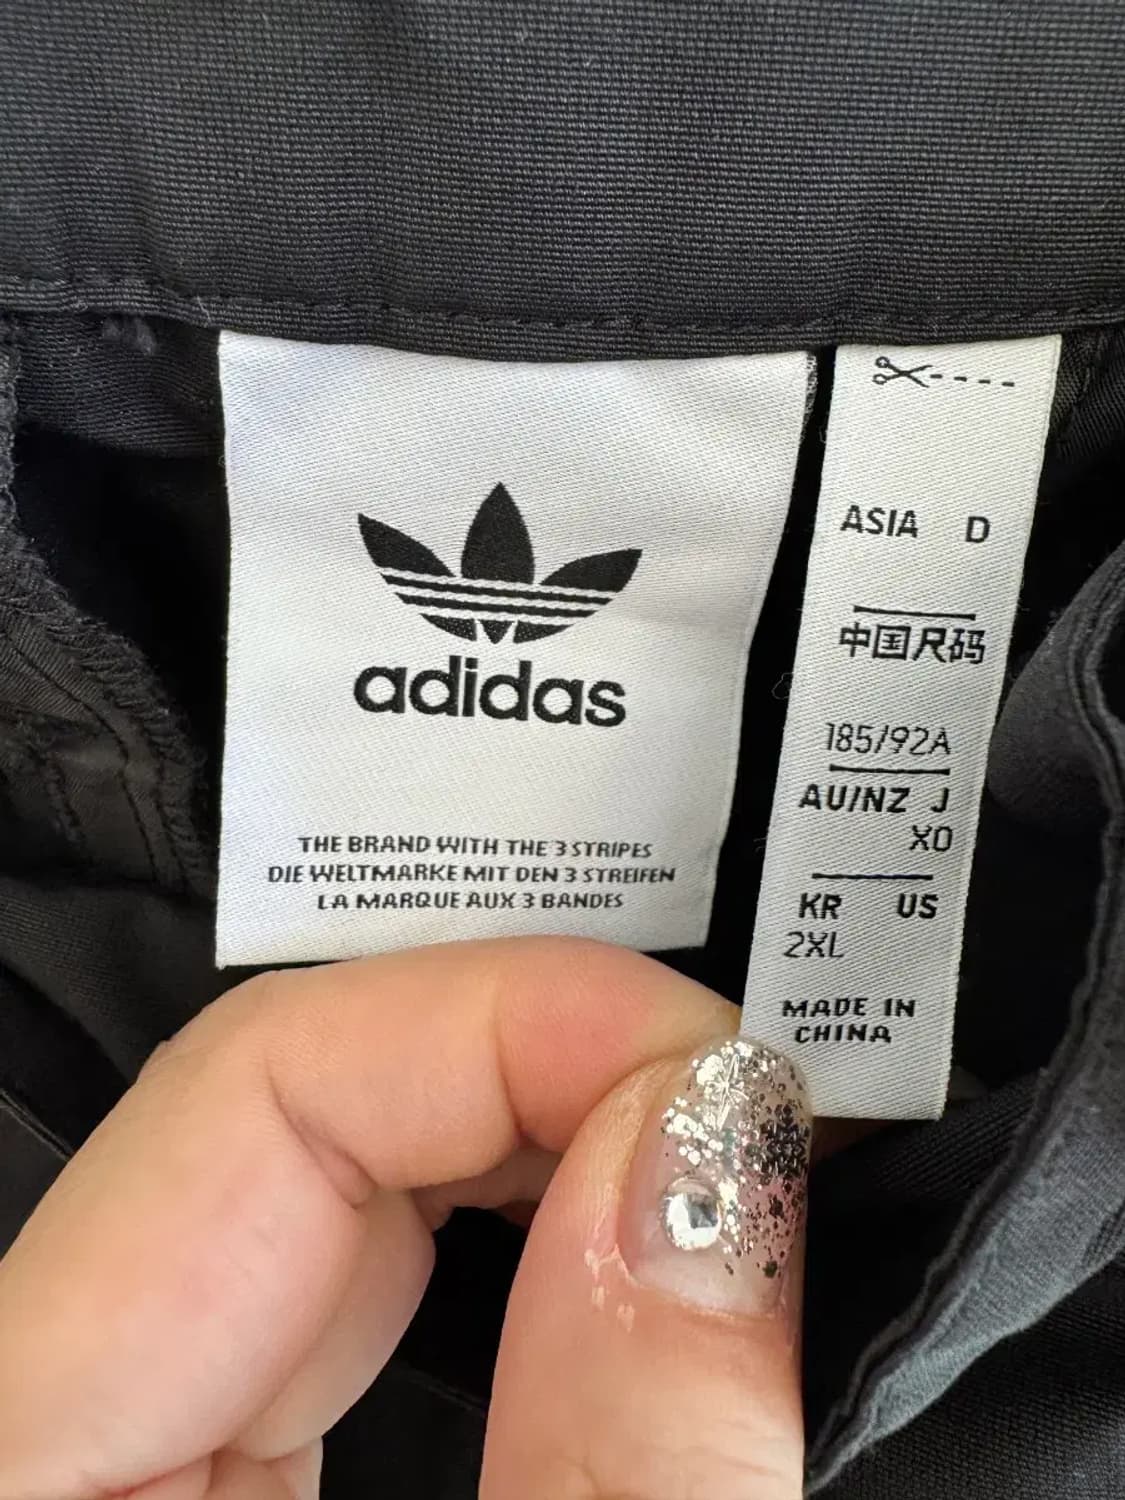 adidas
THE BRAND WITH THE 3 STRIPES
DIE WELTMARKE MIT DEN 3 STREIFEN
LA MARQUE AUX 3 BANDES
ASIA D
中国尺码
185/92A
AU/NZ J
XO
KR US
2XL
MADE IN
CHINA